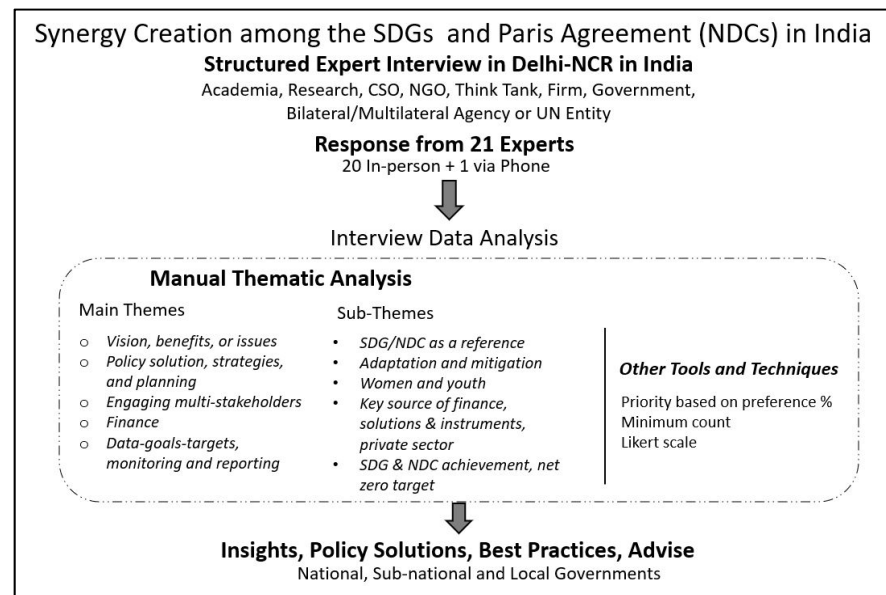 Synergy Creation among the SDGs and Paris Agreement (NDCs) in India
Structured Expert Interview in Delhi-NCR in India
Academia, Research, CSO, NGO, Think Tank, Firm, Government,
Bilateral/Multilateral Agency or UN Entity
Response from 21 Experts
20 In-person + 1 via Phone
Interview Data Analysis
Manual Thematic Analysis
Main Themes
o Vision, benefits, or issues
o Policy solution, strategies,
and planning
o Engaging multi-stakeholders
o Finance
o Data-goals-targets,
monitoring and reporting
Sub-Themes
• SDG/NDC as a reference
• Adaptation and mitigation
• Women and youth
• Key source of finance,
solutions & instruments,
private sector
• SDG & NDC achievement, net
zero target
Other Tools and Techniques
Priority based on preference %
Minimum count
Likert scale
Insights, Policy Solutions, Best Practices, Advise
National, Sub-national and Local Governments